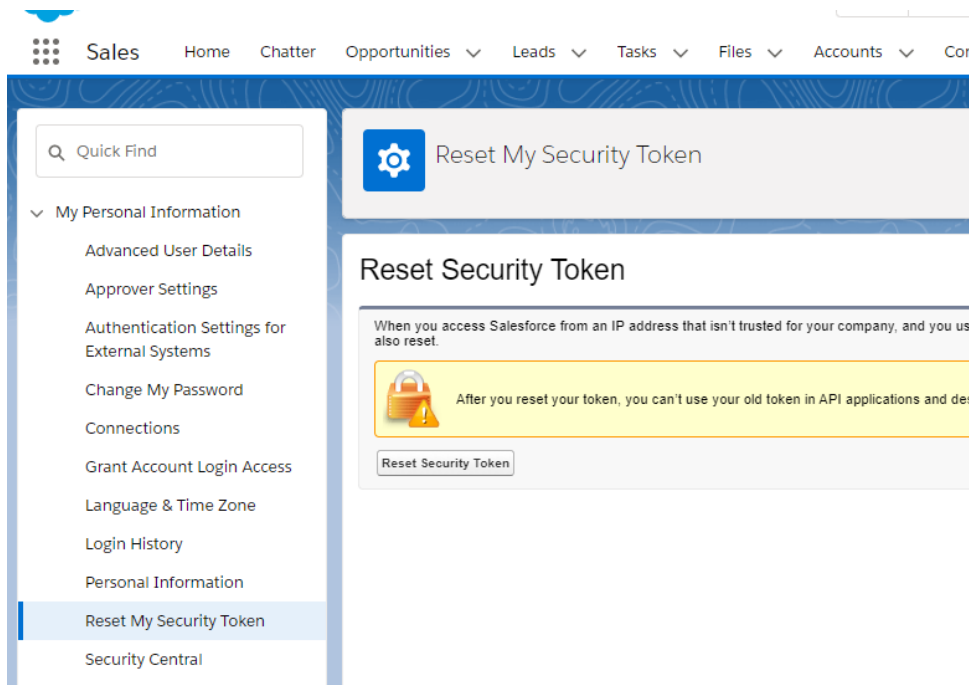 Sales
Home
Chatter
Opportunities
Leads
Tasks
Files
Accounts
Quick Find
My Personal Information
Advanced User Details
Approver Settings
Authentication Settings for
External Systems
Change My Password
Connections
Grant Account Login Access
Language & Time Zone
Login History
Personal Information
Reset My Security Token
Security Central
Reset My Security Token
Reset Security Token
When you access Salesforce from an IP address that isn't trusted for your company, and you
also reset.
After you reset your token, you can't use your old token in API applications and
Reset Security Token